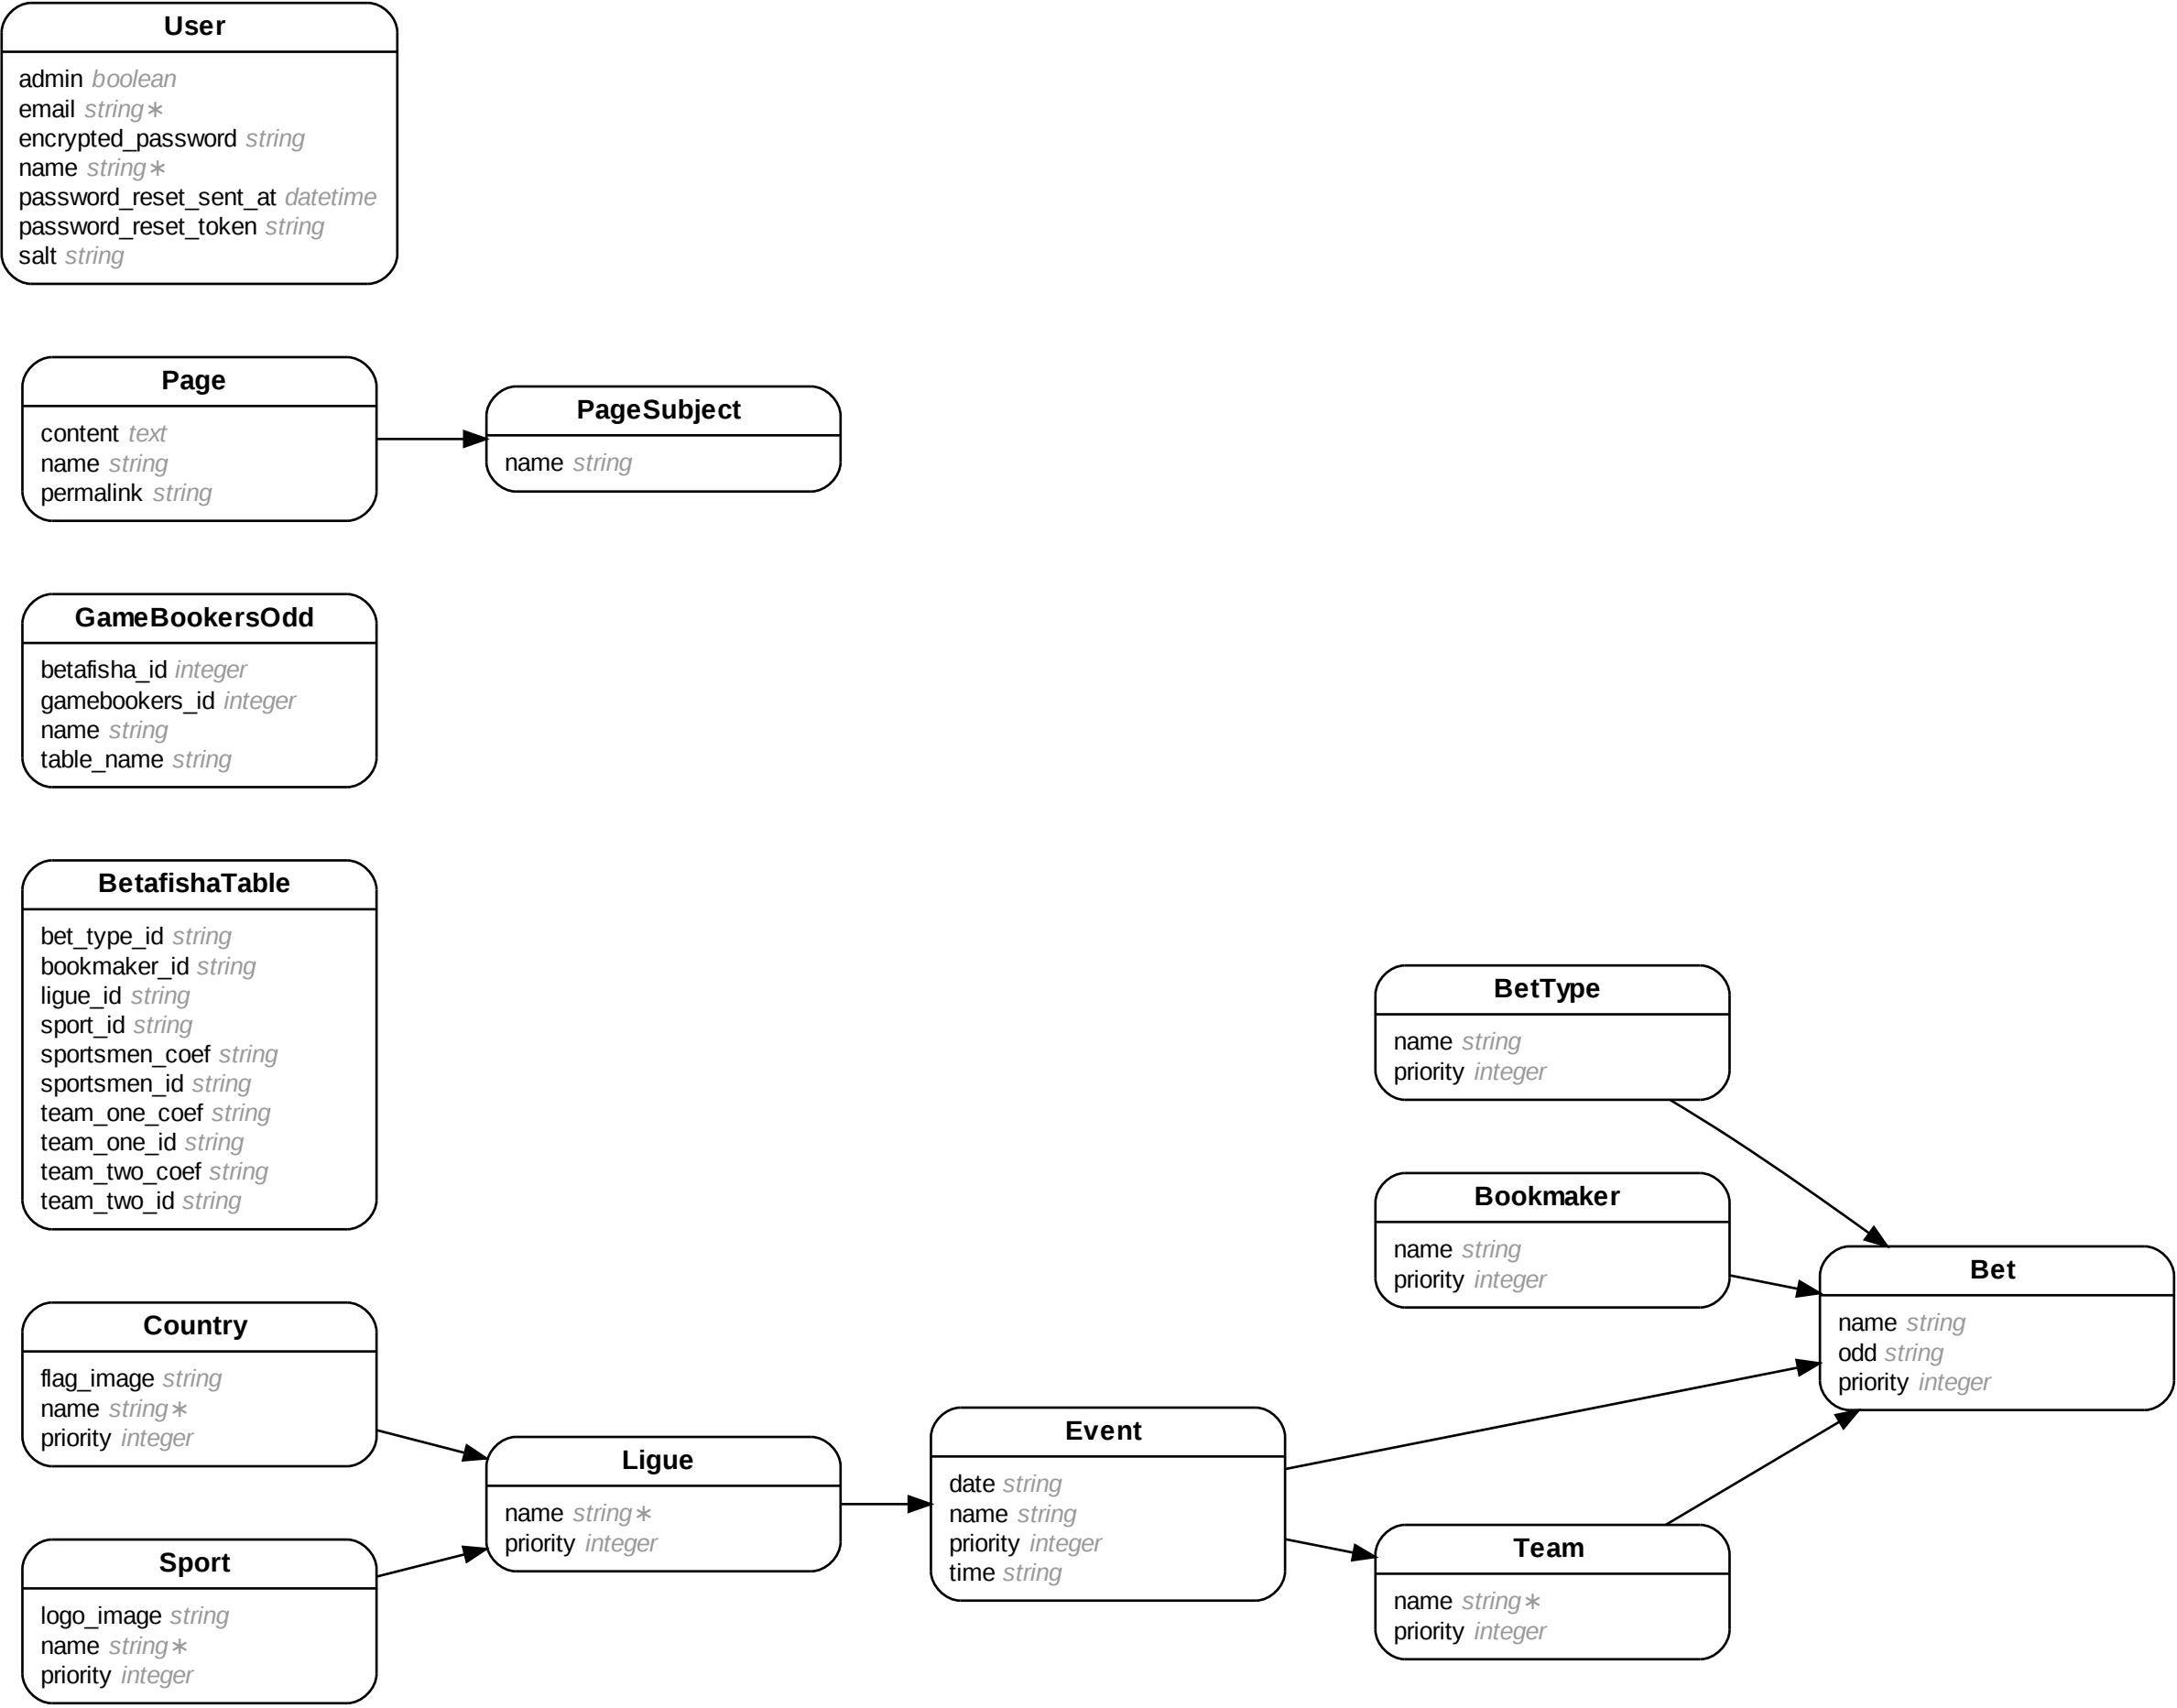 User
admin boolean
email string∗
encrypted_password string
name string∗
password_reset_sent_at datetime
password_reset_token string
salt string
Page
content text
name string
permalink string
PageSubject
name string
GameBookersOdd
betafisha_id integer
gamebookers_id integer
name string
table_name string
BetafishaTable
bet_type_id string
bookmaker_id string
ligue_id string
sport_id string
sportsmen_coef string
sportsmen_id string
team_one_coef string
team_one_id string
team_two_coef string
team_two_id string
BetType
name string
priority integer
Bookmaker
name string
priority integer
Bet
name string
odd string
priority integer
Country
flag_image string
name string∗
priority integer
Ligue
name string∗
priority integer
Event
date string
name string
priority integer
time string
Team
name string∗
priority integer
Sport
logo_image string
name string∗
priority integer